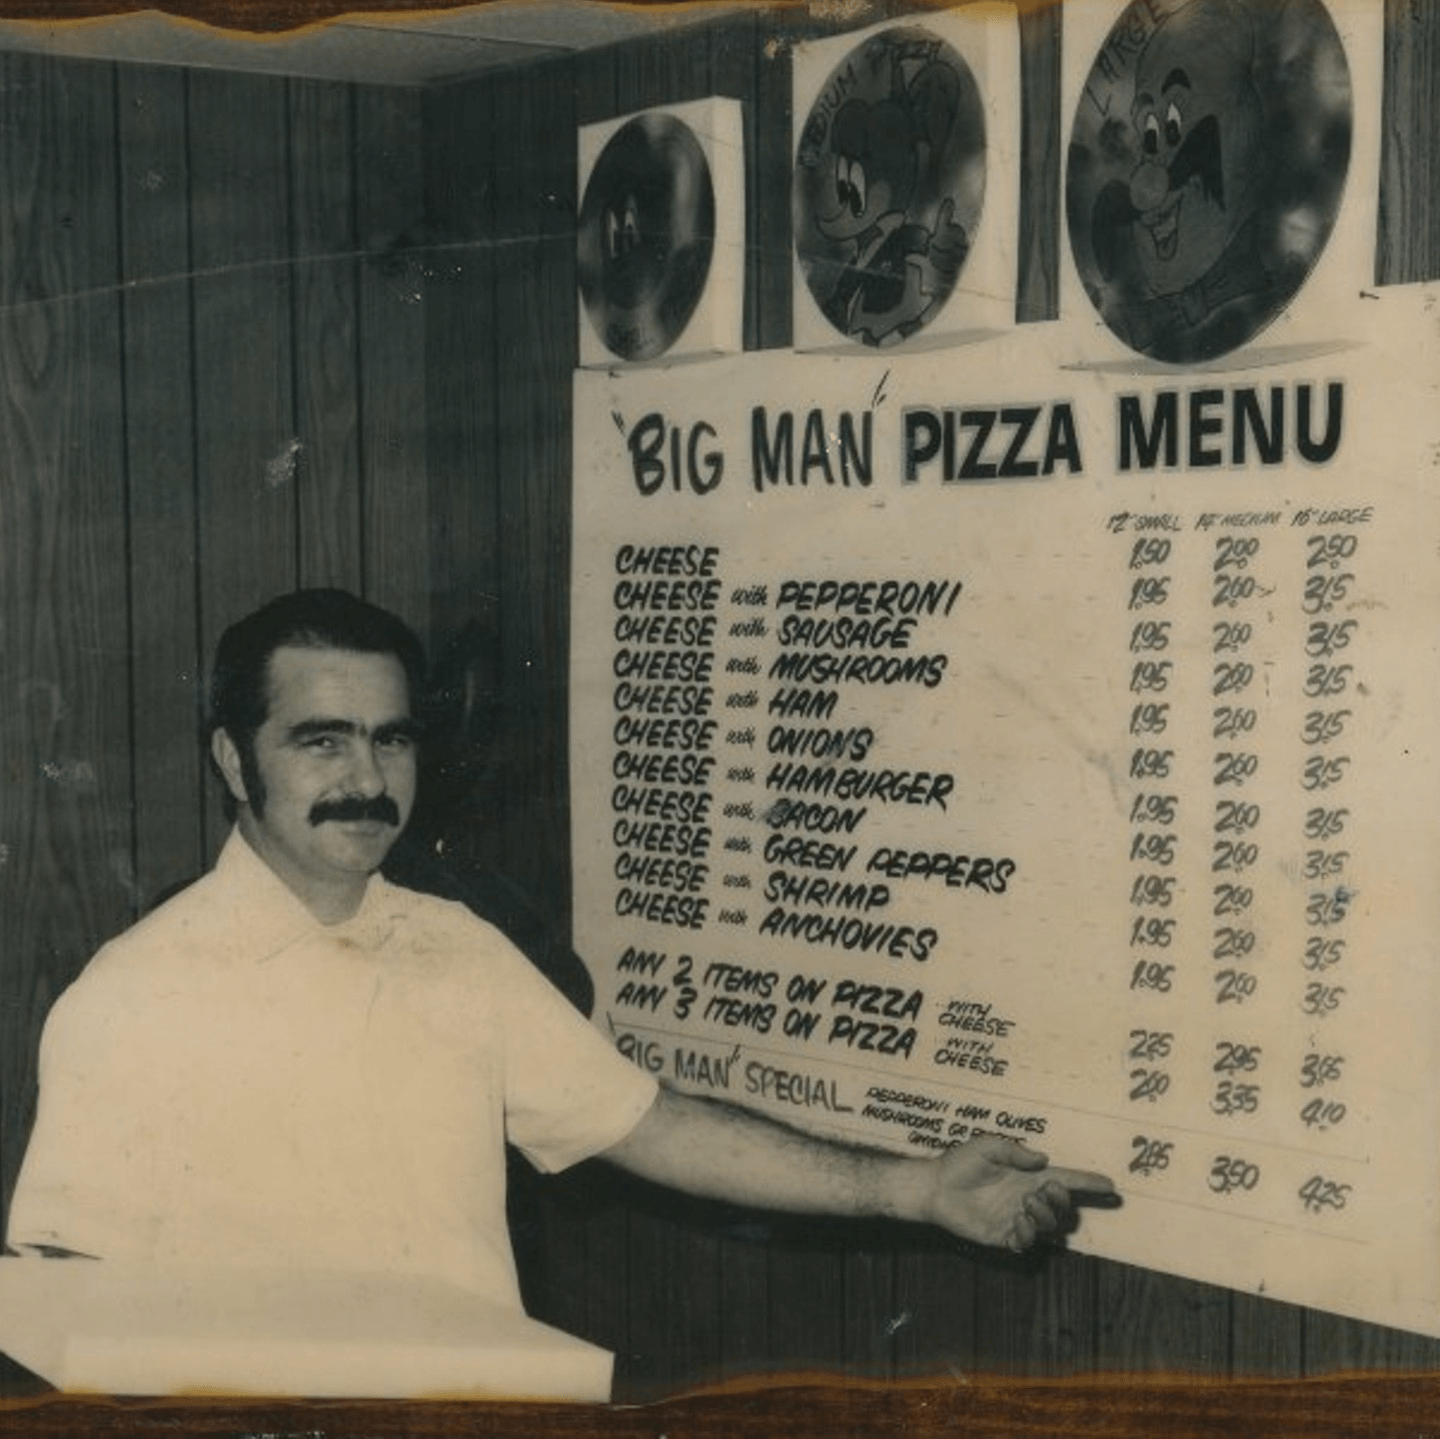 MEDIUM PIZZA
LARGE
"BIG MAN" PIZZA MENU
12" SMALL 14" MEDIUM 16" LARGE
CHEESE 1.50 2.00 2.50
CHEESE with PEPPERONI 1.95 2.60 3.15
CHEESE with SAUSAGE 1.95 2.60 3.15
CHEESE with MUSHROOMS 1.95 2.60 3.15
CHEESE with HAM 1.95 2.60 3.15
CHEESE with ONIONS 1.95 2.60 3.15
CHEESE with HAMBURGER 1.95 2.60 3.15
CHEESE with BACON 1.95 2.60 3.15
CHEESE with GREEN PEPPERS 1.95 2.60 3.15
CHEESE with SHRIMP 1.95 2.60 3.15
CHEESE with ANCHOVIES 1.95 2.60 3.15
ANY 2 ITEMS ON PIZZA WITH CHEESE 2.25 2.95 3.65
ANY 3 ITEMS ON PIZZA WITH CHEESE 2.60 3.35 4.10
"BIG MAN" SPECIAL PEPPERONI HAM OLIVES 2.85 3.50 4.25
MUSHROOMS GR